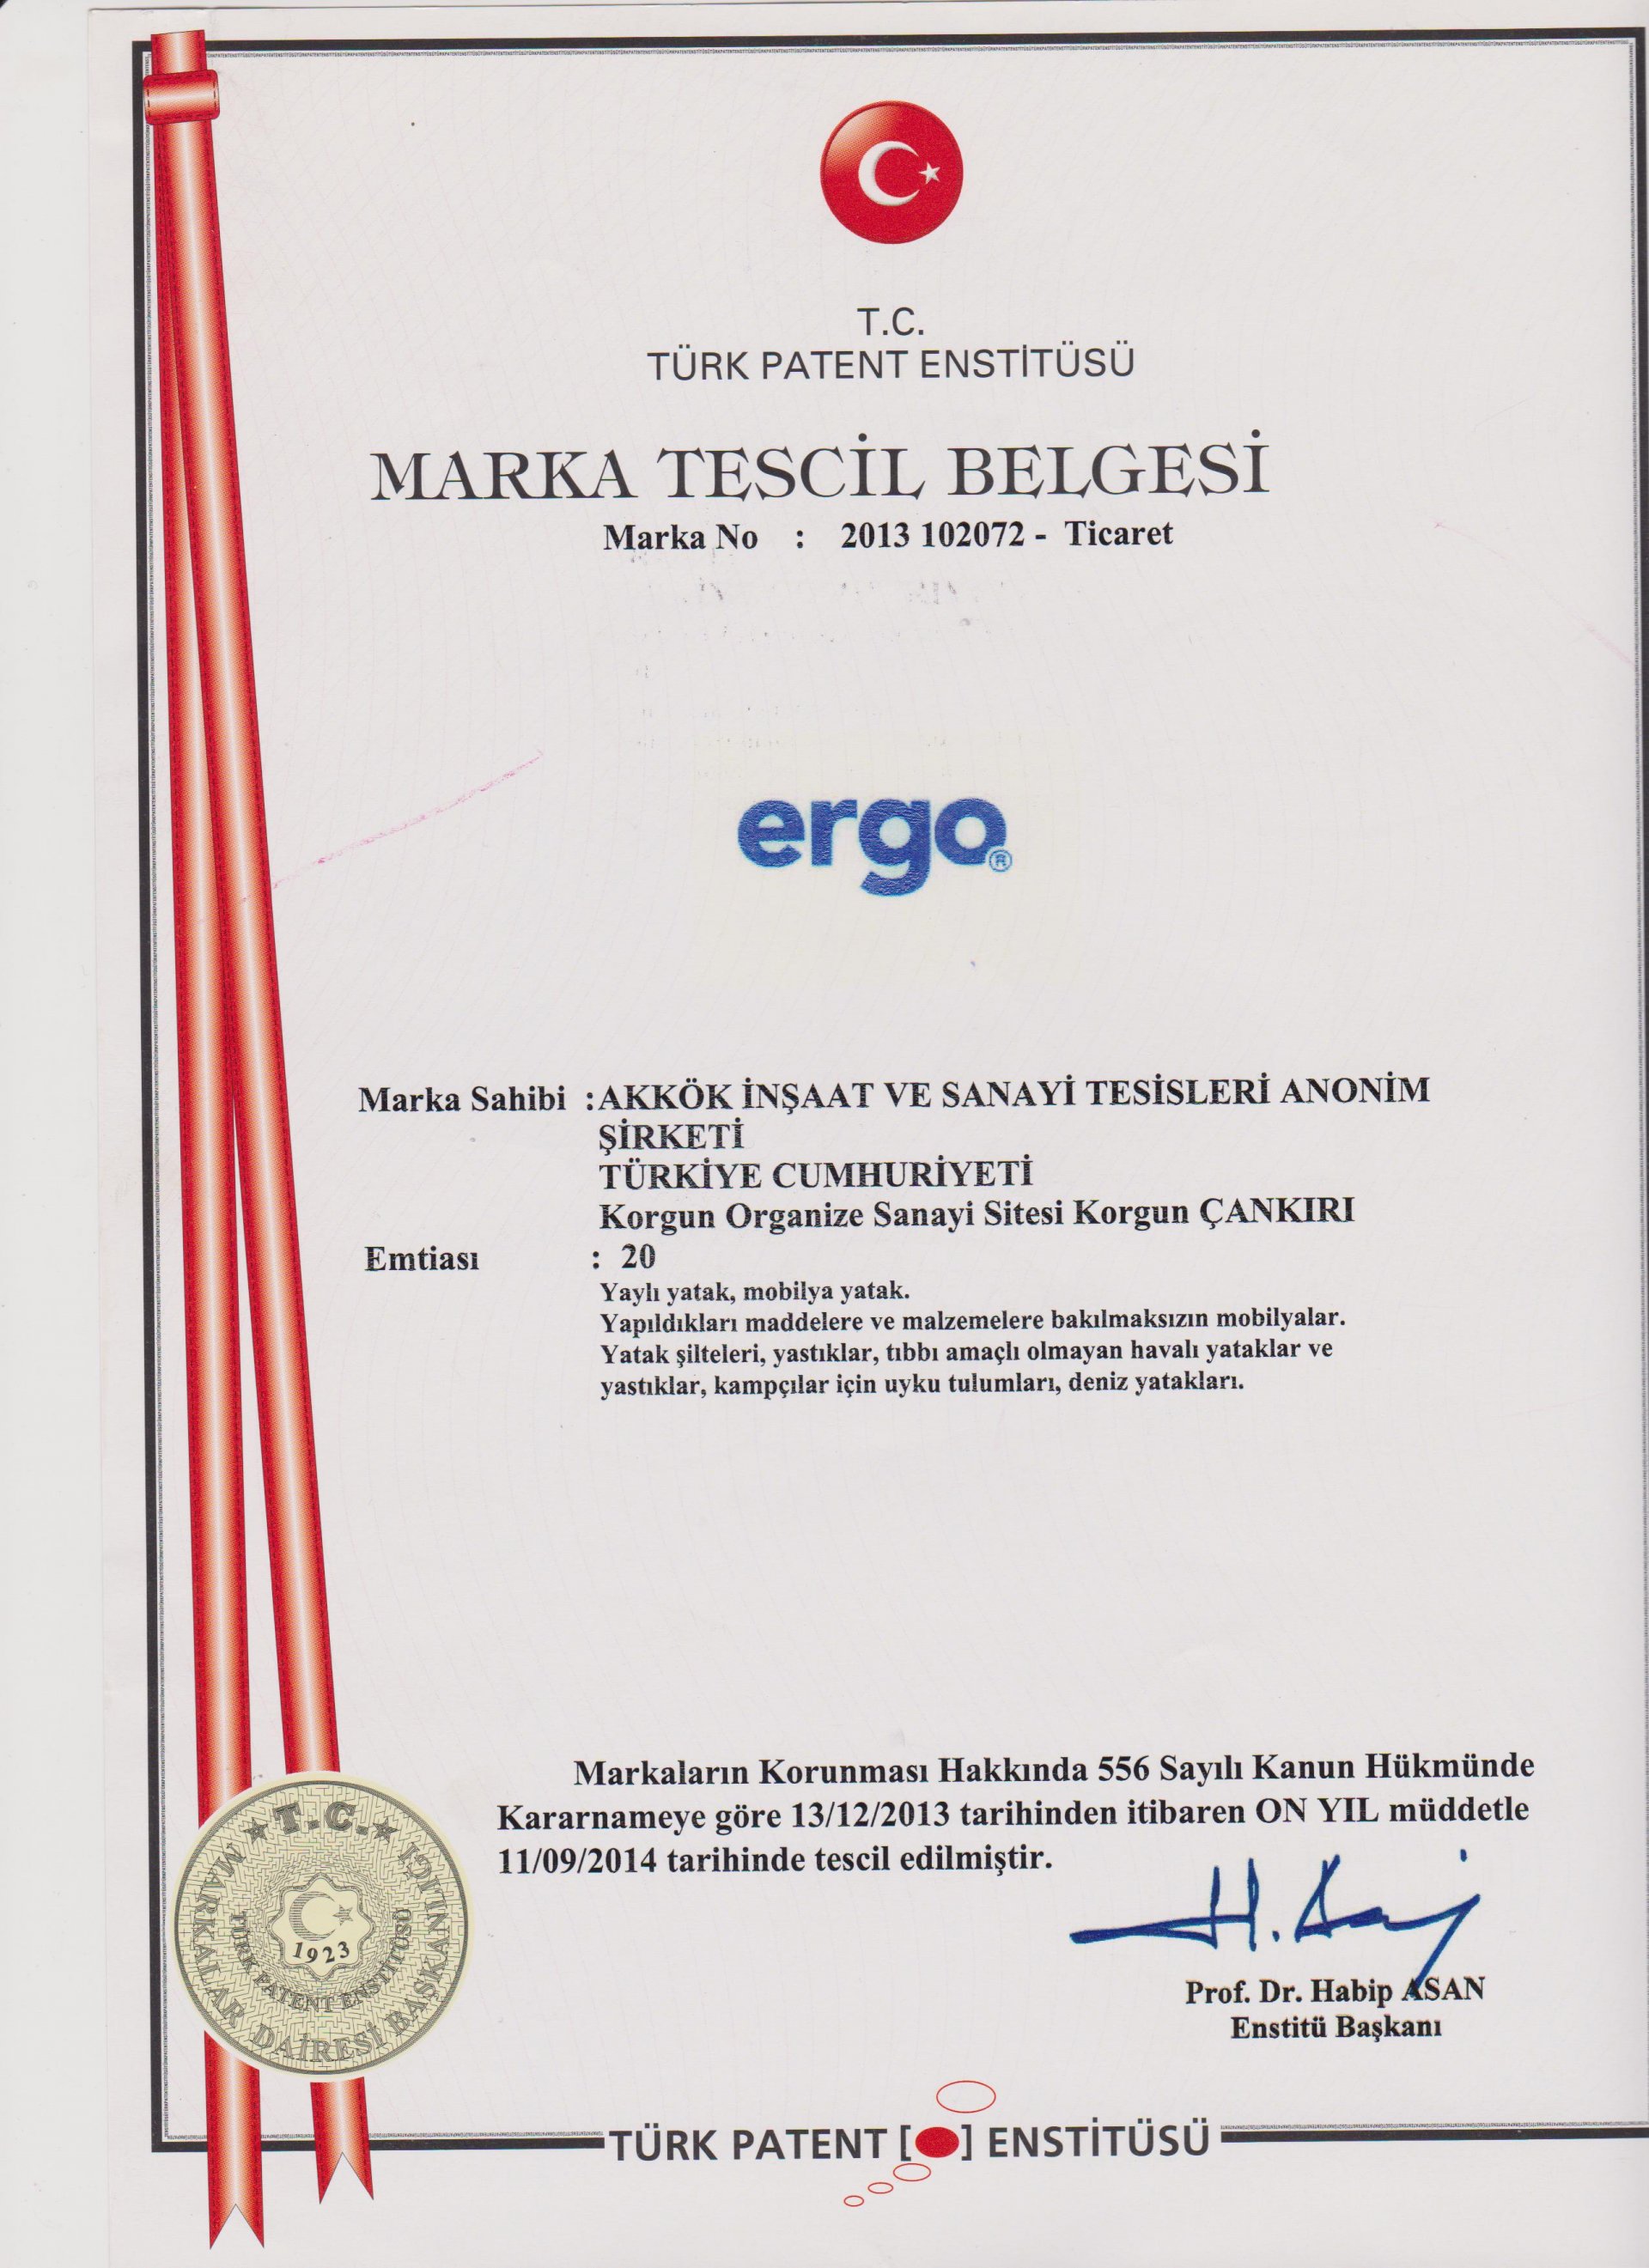 T.C.
TÜRK PATENT ENSTİTÜSÜ
MARKA TESCİL BELGESİ
Marka No : 2013 102072 - Ticaret
ergo®
Marka Sahibi : AKKÖK İNŞAAT VE SANAYİ TESİSLERİ ANONİM
ŞİRKETİ
TÜRKİYE CUMHURİYETİ
Korgun Organize Sanayi Sitesi Korgun ÇANKIRI
Emtiası : 20
Yaylı yatak, mobilya yatak.
Yapıldıkları maddelere ve malzemelere bakılmaksızın mobilyalar.
Yatak şilteleri, yastıklar, tıbbı amaçlı olmayan havalı yataklar ve
yastıklar, kampçılar için uyku tulumları, deniz yatakları.
Markaların Korunması Hakkında 556 Sayılı Kanun Hükmünde
Kararnameye göre 13/12/2013 tarihinden itibaren ON YIL müddetle
11/09/2014 tarihinde tescil edilmiştir.
Prof. Dr. Habip ASAN
Enstitü Başkanı
T.C.
MARKALAR DAİRESİ BAŞKANLIĞI
TÜRK PATENT ENSTİTÜSÜ
1923
TÜRK PATENT [●] ENSTİTÜSÜ